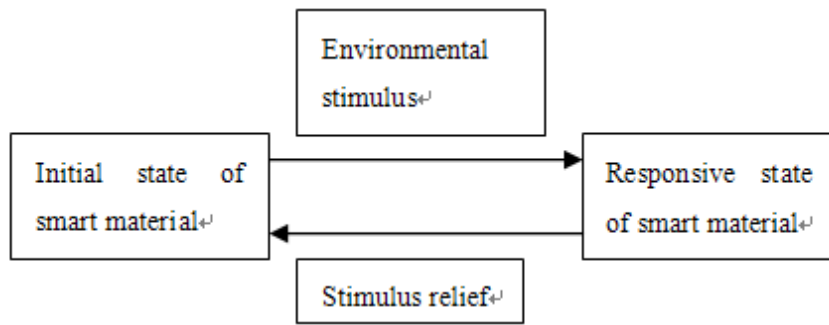 Environmental
stimulus↵
Initial state of
smart material↵
Responsive state
of smart material↵
Stimulus relief↵